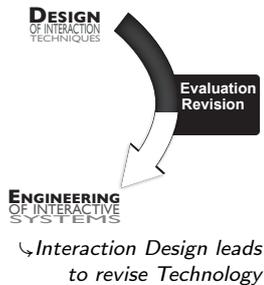 DESIGN
OF INTERACTION
TECHNIQUES
Evaluation
Revision
ENGINEERING
OF INTERACTIVE
SYSTEMS
↳Interaction Design leads
to revise Technology